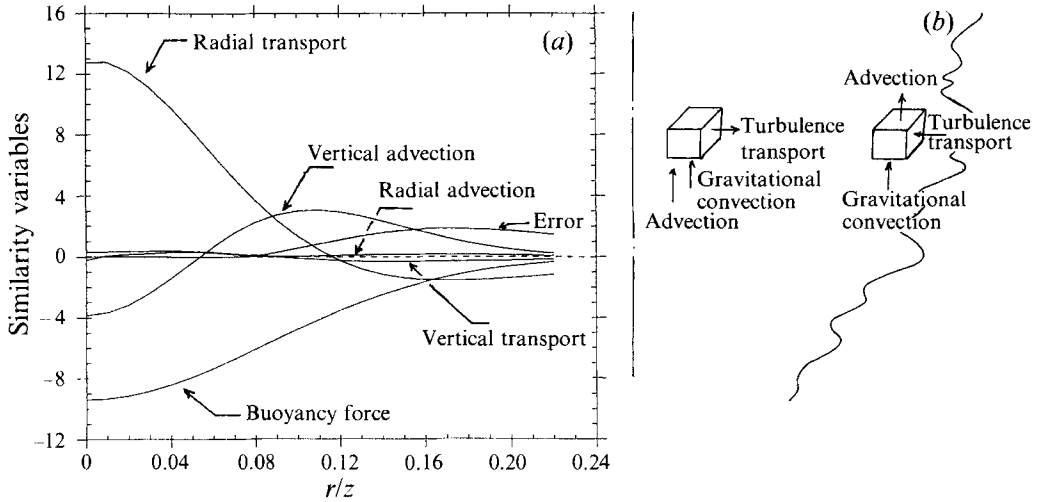 16
12
8
4
0
−4
−8
−12
Similarity variables
0
0.04
0.08
0.12
0.16
0.20
0.24
r/z
(a)
Radial transport
Vertical advection
Radial advection
Error
Vertical transport
Buoyancy force
(b)
Turbulence
transport
Gravitational
convection
Advection
Advection
Turbulence
transport
Gravitational
convection